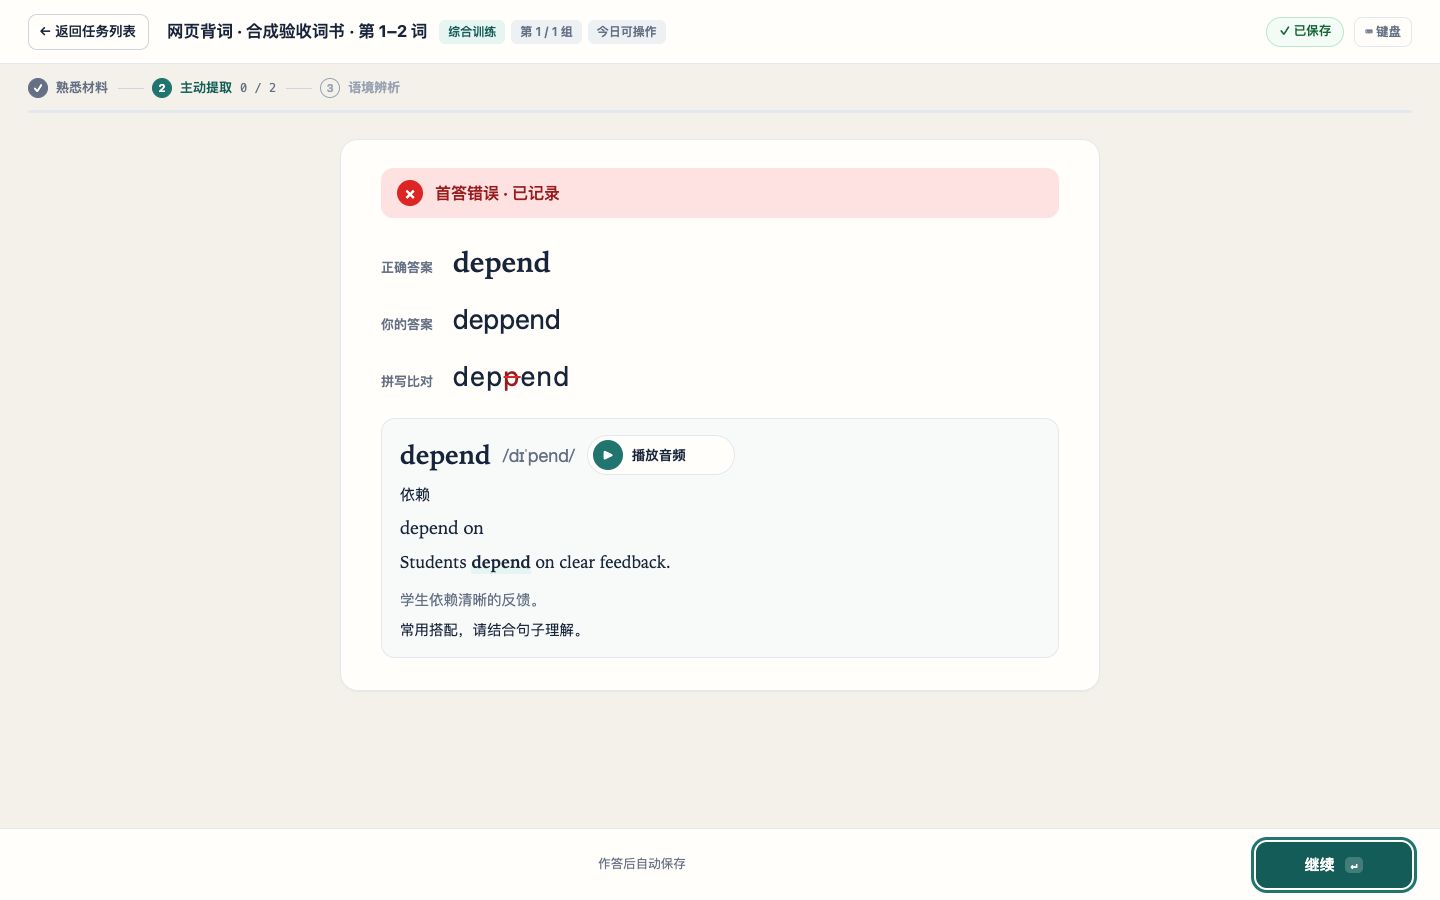 ← 返回任务列表 网页背词 · 合成验收词书 · 第 1–2 词 综合训练 第 1 / 1 组 今日可操作 ✓ 已保存 ⌨ 键盘
✓ 熟悉材料 2 主动提取 0 / 2 3 语境辨析
× 首答错误 · 已记录
正确答案 depend
你的答案 deppend
拼写比对 deppend
depend /dɪˈpend/ 播放音频
依赖
depend on
Students depend on clear feedback.
学生依赖清晰的反馈。
常用搭配，请结合句子理解。
作答后自动保存 继续 ↵